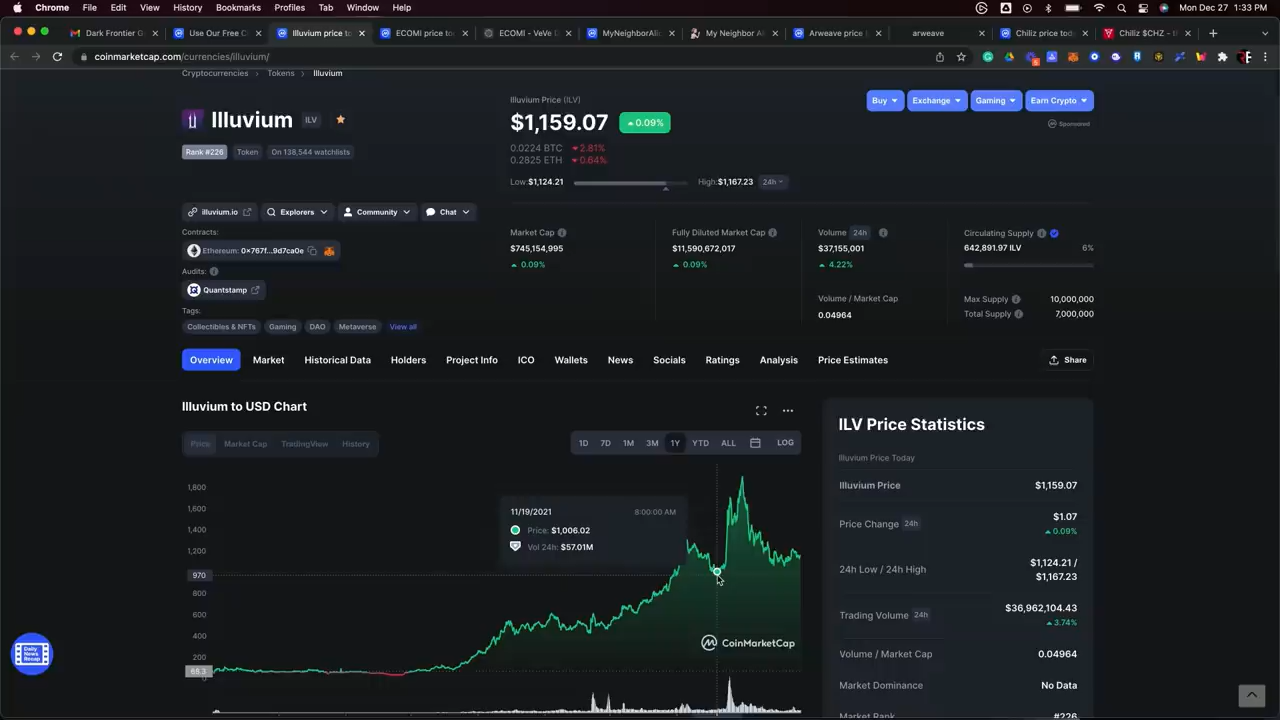 Chrome File Edit View History Bookmarks Profiles Tab Window Help
Mon Dec 27 1:33 PM
Dark Frontier G
Use Our Free C
Illuvium price to
ECOMI price to
ECOMI - VeVe D
MyNeighborAlic
My Neighbor A
Arweave price
arweave
Chiliz price tod
Chiliz $CHZ - t
coinmarketcap.com/currencies/illuvium/
Cryptocurrencies > Tokens > Illuvium
Illuvium ILV
Rank #226 Token On 138,544 watchlists
illuvium.io Explorers Community Chat
Contracts:
Ethereum: 0x767f...9d7ca0e
Audits:
Quantstamp
Tags:
Collectibles & NFTs Gaming DAO Metaverse View all
Illuvium Price (ILV)
$1,159.07 0.09%
0.0224 BTC 2.81%
0.2825 ETH 0.64%
Low:$1,124.21 High:$1,167.23 24h
Buy Exchange Gaming Earn Crypto
Sponsored
Market Cap
$745,154,995
0.09%
Fully Diluted Market Cap
$11,590,672,017
0.09%
Volume 24h
$37,155,001
4.22%
Volume / Market Cap
0.04964
Circulating Supply
642,891.97 ILV 6%
Max Supply 10,000,000
Total Supply 7,000,000
Overview Market Historical Data Holders Project Info ICO Wallets News Socials Ratings Analysis Price Estimates Share
Illuvium to USD Chart
Price Market Cap TradingView History
1D 7D 1M 3M 1Y YTD ALL LOG
1,800
1,600
1,400
1,200
970
800
600
400
200
68.3
11/19/2021 8:00:00 AM
Price: $1,006.02
Vol 24h: $57.01M
CoinMarketCap
ILV Price Statistics
Illuvium Price Today
Illuvium Price $1,159.07
Price Change 24h $1.07
0.09%
24h Low / 24h High $1,124.21 /
$1,167.23
Trading Volume 24h $36,962,104.43
3.74%
Volume / Market Cap 0.04964
Market Dominance No Data
Market Rank #226
Daily
News
Recap